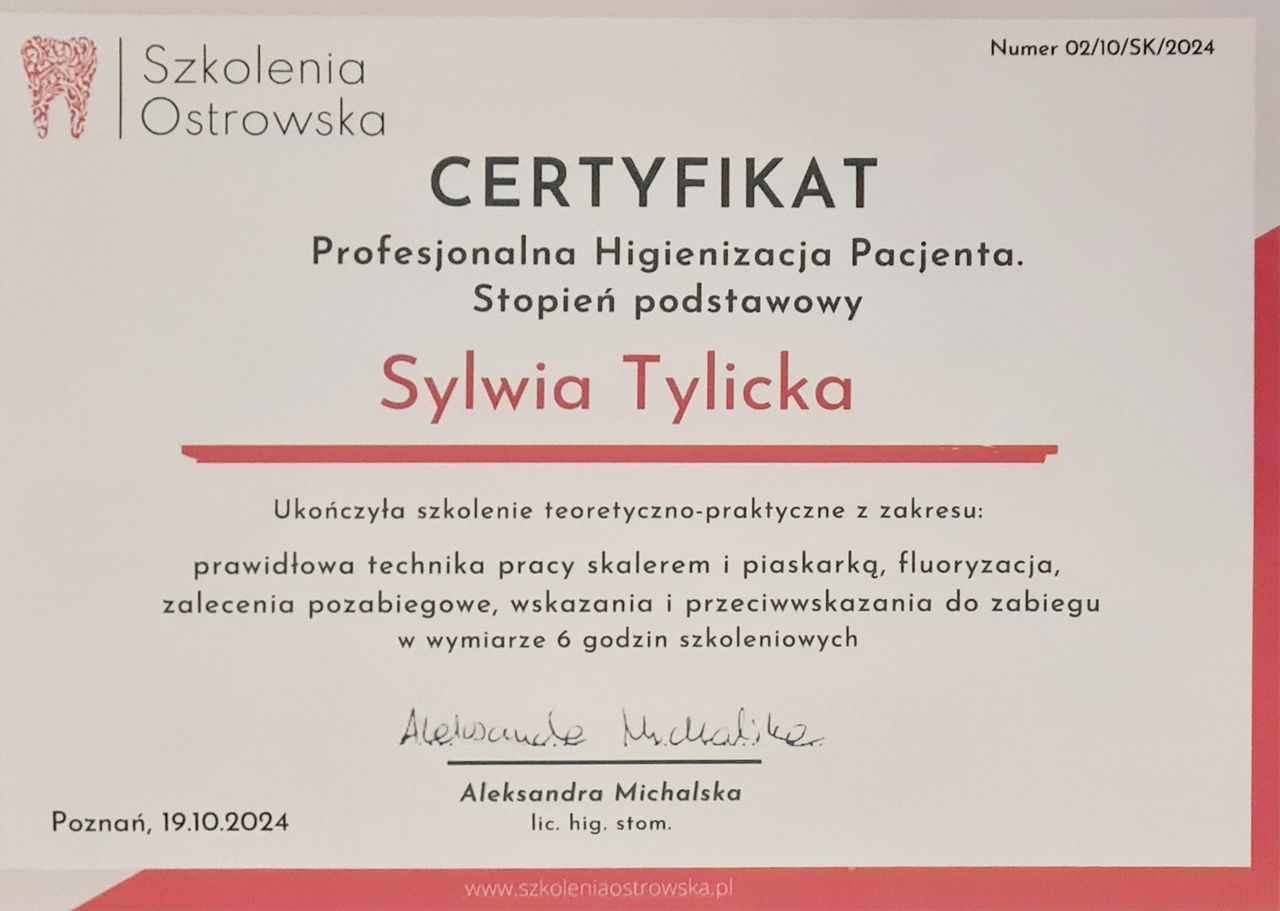 Szkolenia
Ostrowska
Numer 02/10/SK/2024
CERTYFIKAT
Profesjonalna Higienizacja Pacjenta.
Stopień podstawowy
Sylwia Tylicka
Ukończyła szkolenie teoretyczno-praktyczne z zakresu:
prawidłowa technika pracy skalerem i piaskarką, fluoryzacja,
zalecenia pozabiegowe, wskazania i przeciwwskazania do zabiegu
w wymiarze 6 godzin szkoleniowych
Aleksandra Michalska
Aleksandra Michalska
lic. hig. stom.
Poznań, 19.10.2024
www.szkoleniaostrowska.pl